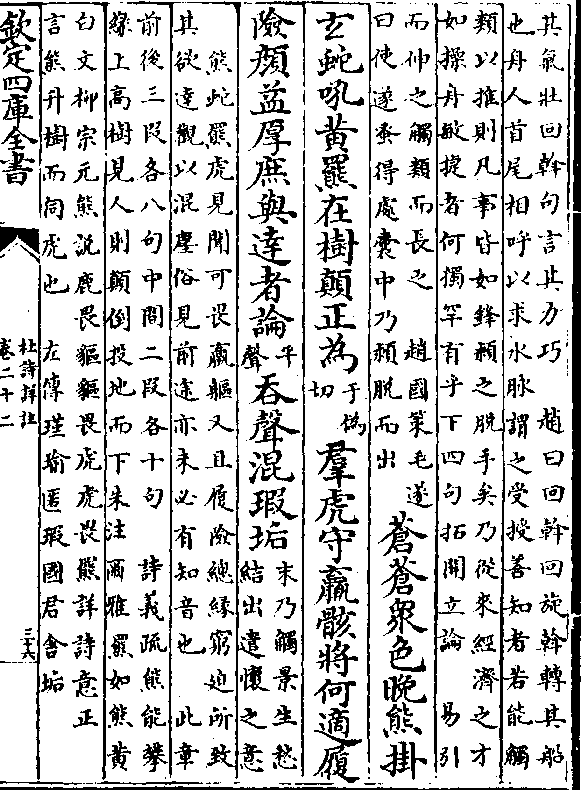 其氣壯回斡句言其力巧　趙曰回斡回旋斡轉其船
也舟人首尾相呼以求水脉謂之受授善知者若能觸
類以推則凡事皆如鋒穎之脫手矣乃從來經濟之才
如操舟敏捷者何獨罕有乎下四句拓開立論　易引
而伸之觸類而長之　趙國策毛遂
曰使遂蚤得處囊中乃穎脫而出
蒼蒼眾色晚熊掛
玄蛇吼黃羆在樹顛正為于偽切羣虎守羸骸將何適履
險顏益厚庶與達者論平聲吞聲混瑕垢
末乃觸景生愁
結出遣懷之意
熊蛇羆虎見聞可畏羸軀又且履險總緣窮迫所致
其欲達觀以混塵俗見前途亦未必有知音也　此章
前後三段各八句中間二段各十句　詩義疏熊能攀
緣上高樹見人則顛倒投地而下朱注爾雅羆如熊黃
白文柳宗元熊說鹿畏貙貙畏虎虎畏羆詳詩意正
言熊升樹而伺虎也　左傳瑾瑜匿瑕國君含垢
欽定四庫全書
杜詩詳註
卷二十二
三六